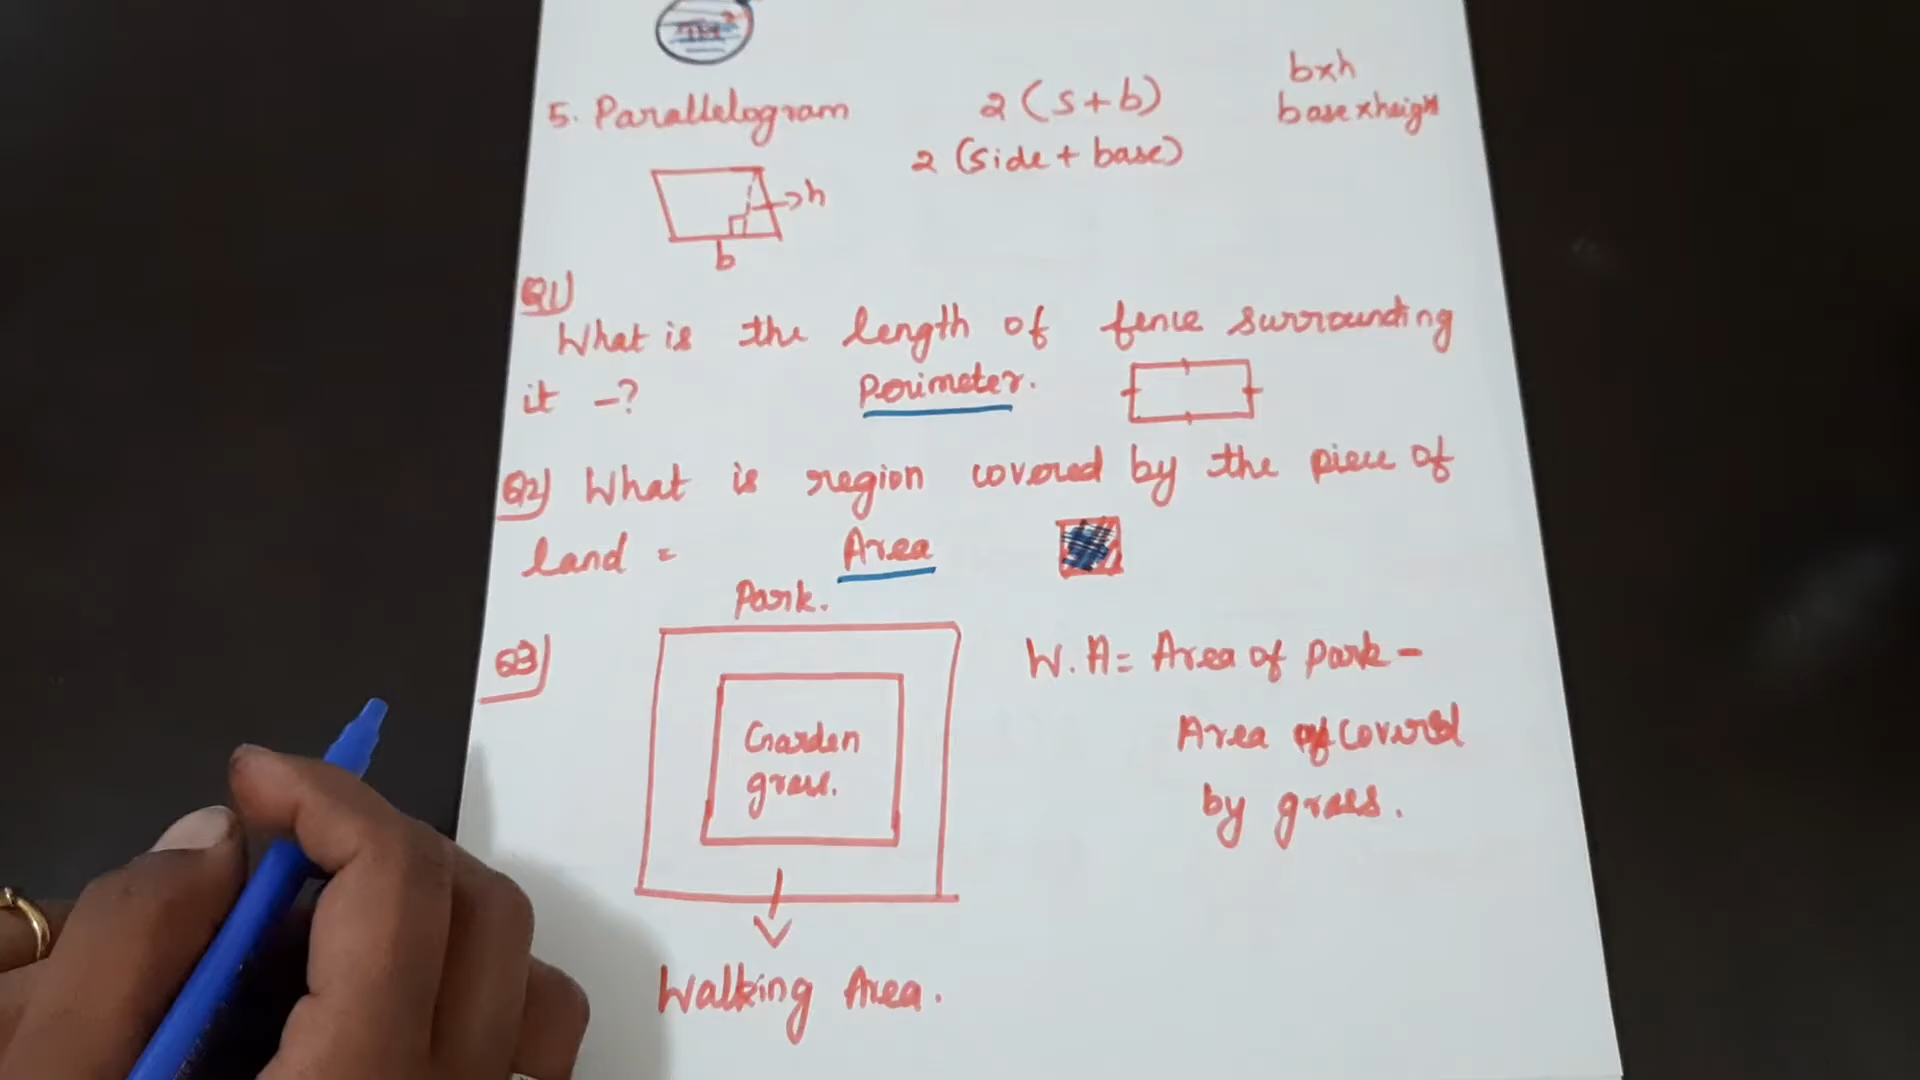 5. Parallelogram 2 (s+b) b×h
2 (side + base) base×heigh
h
b
Q1)
What is the length of fence surrounding
it -? Perimeter.
Q2) What is region covered by the piece of
land = Area
Park.
Q3) W.A = Area of park -
Garden Area of covered
grass. by grass.
Walking Area.